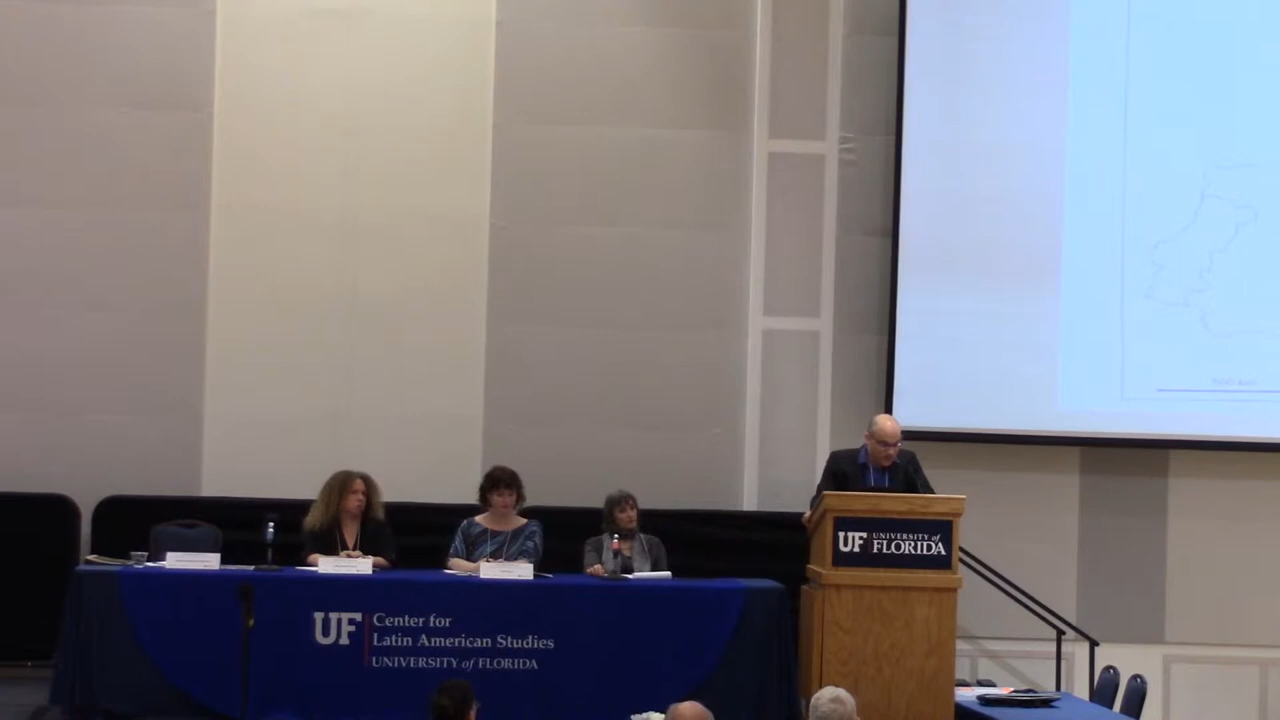 UF
UNIVERSITY of
FLORIDA
UF
Center for
Latin American Studies
UNIVERSITY of FLORIDA